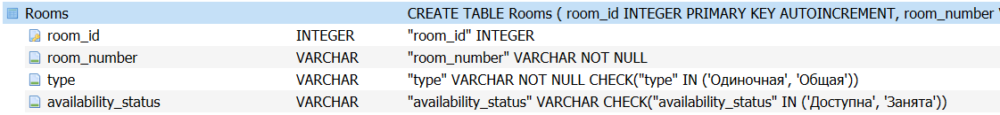 Rooms CREATE TABLE Rooms ( room_id INTEGER PRIMARY KEY AUTOINCREMENT, room_number
room_id INTEGER "room_id" INTEGER
room_number VARCHAR "room_number" VARCHAR NOT NULL
type VARCHAR "type" VARCHAR NOT NULL CHECK("type" IN ('Одиночная', 'Общая'))
availability_status VARCHAR "availability_status" VARCHAR CHECK("availability_status" IN ('Доступна', 'Занята'))